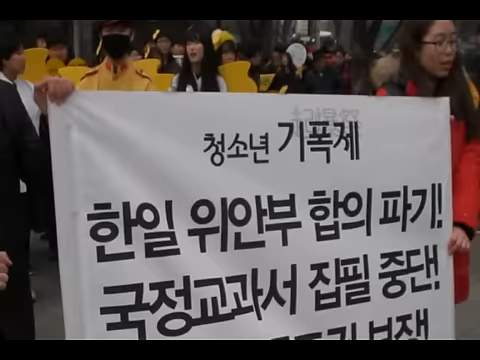 청소년 기폭제
한일 위안부 합의 파기!
국정교과서 집필 중단!